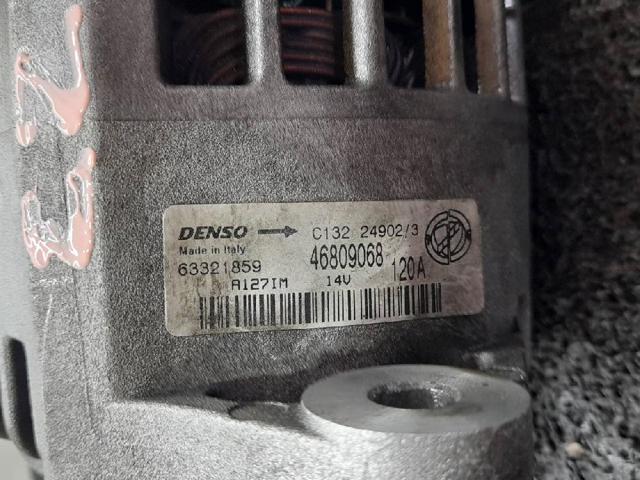 DENSO C132 24902/3
Made in Italy 46809068 120A
63321859
A127IM 14V